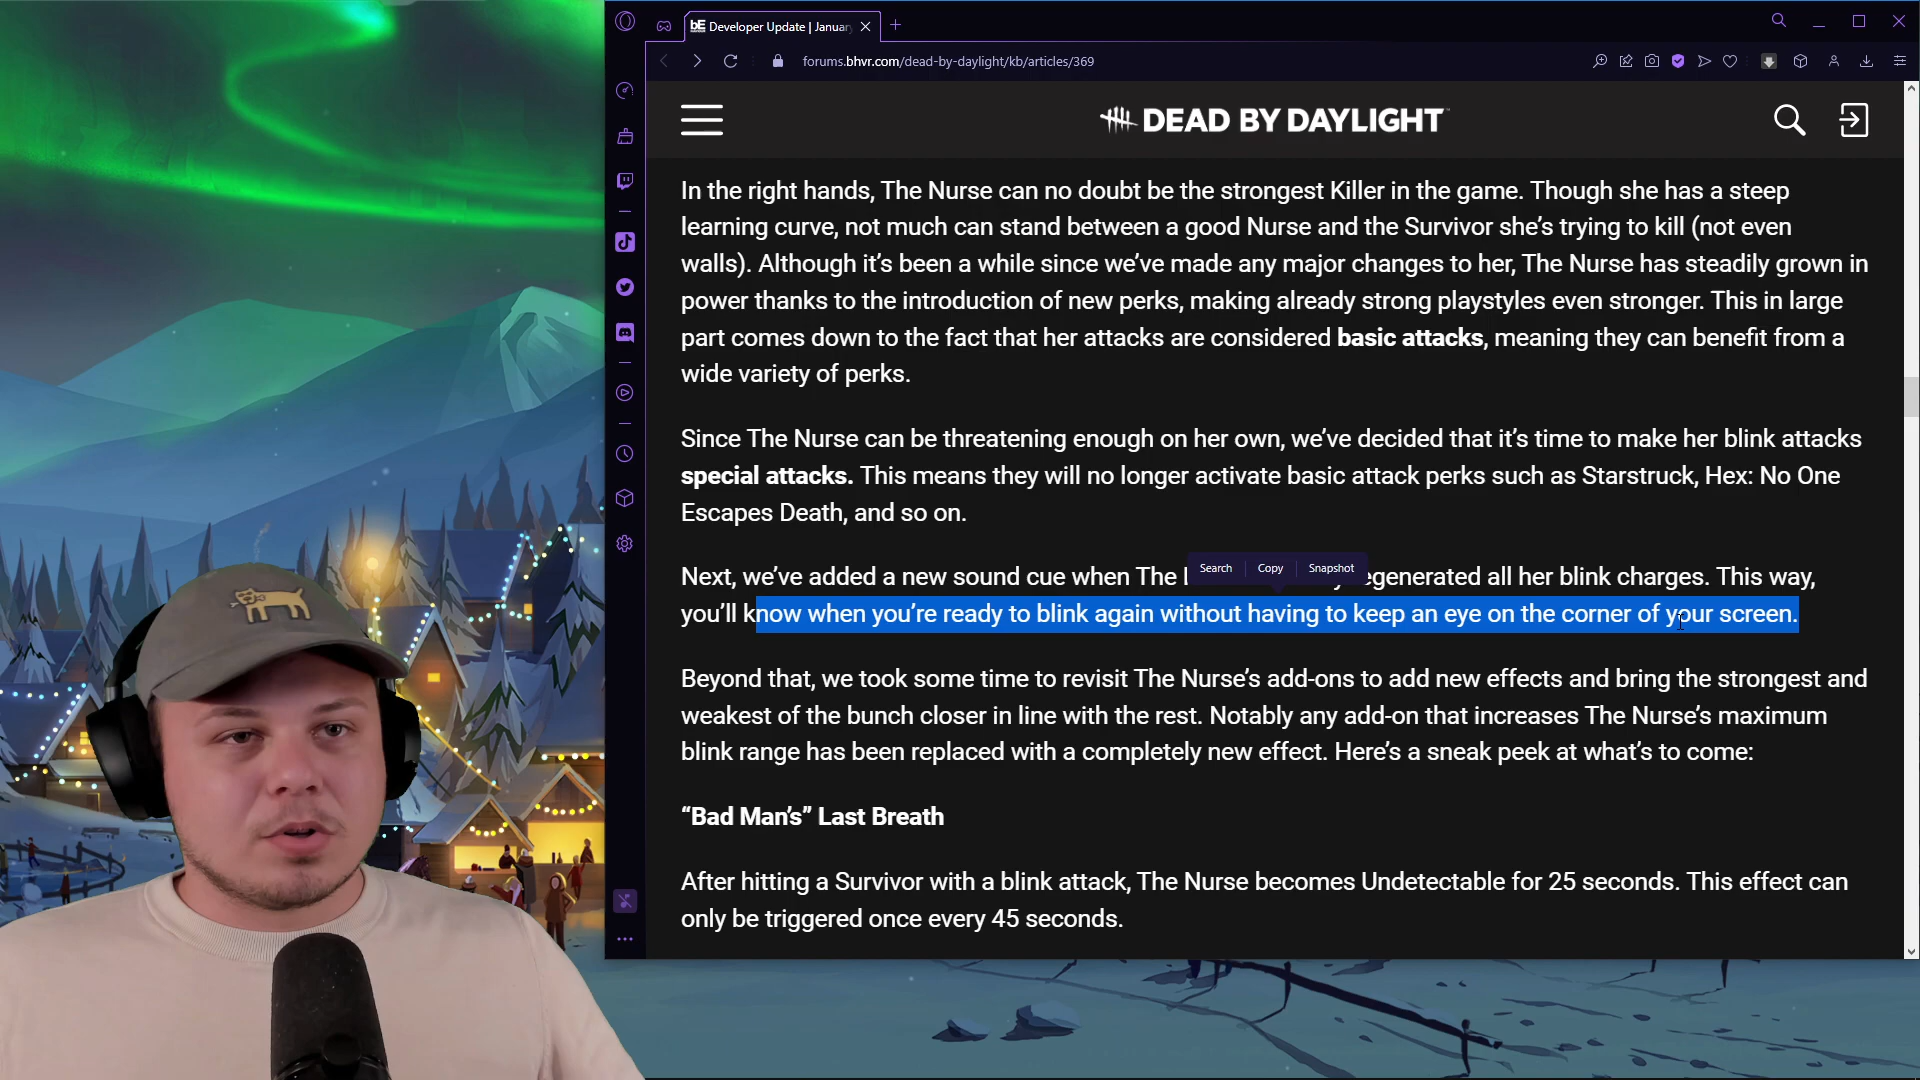 Developer Update | Januar
forums.bhvr.com/dead-by-daylight/kb/articles/369
DEAD BY DAYLIGHT
In the right hands, The Nurse can no doubt be the strongest Killer in the game. Though she has a steep
learning curve, not much can stand between a good Nurse and the Survivor she’s trying to kill (not even
walls). Although it’s been a while since we’ve made any major changes to her, The Nurse has steadily grown in
power thanks to the introduction of new perks, making already strong playstyles even stronger. This in large
part comes down to the fact that her attacks are considered basic attacks, meaning they can benefit from a
wide variety of perks.
Since The Nurse can be threatening enough on her own, we’ve decided that it’s time to make her blink attacks
special attacks. This means they will no longer activate basic attack perks such as Starstruck, Hex: No One
Escapes Death, and so on.
Search Copy Snapshot
Next, we’ve added a new sound cue when The egenerated all her blink charges. This way,
you’ll know when you’re ready to blink again without having to keep an eye on the corner of your screen.
Beyond that, we took some time to revisit The Nurse’s add-ons to add new effects and bring the strongest and
weakest of the bunch closer in line with the rest. Notably any add-on that increases The Nurse’s maximum
blink range has been replaced with a completely new effect. Here’s a sneak peek at what’s to come:
“Bad Man’s” Last Breath
After hitting a Survivor with a blink attack, The Nurse becomes Undetectable for 25 seconds. This effect can
only be triggered once every 45 seconds.